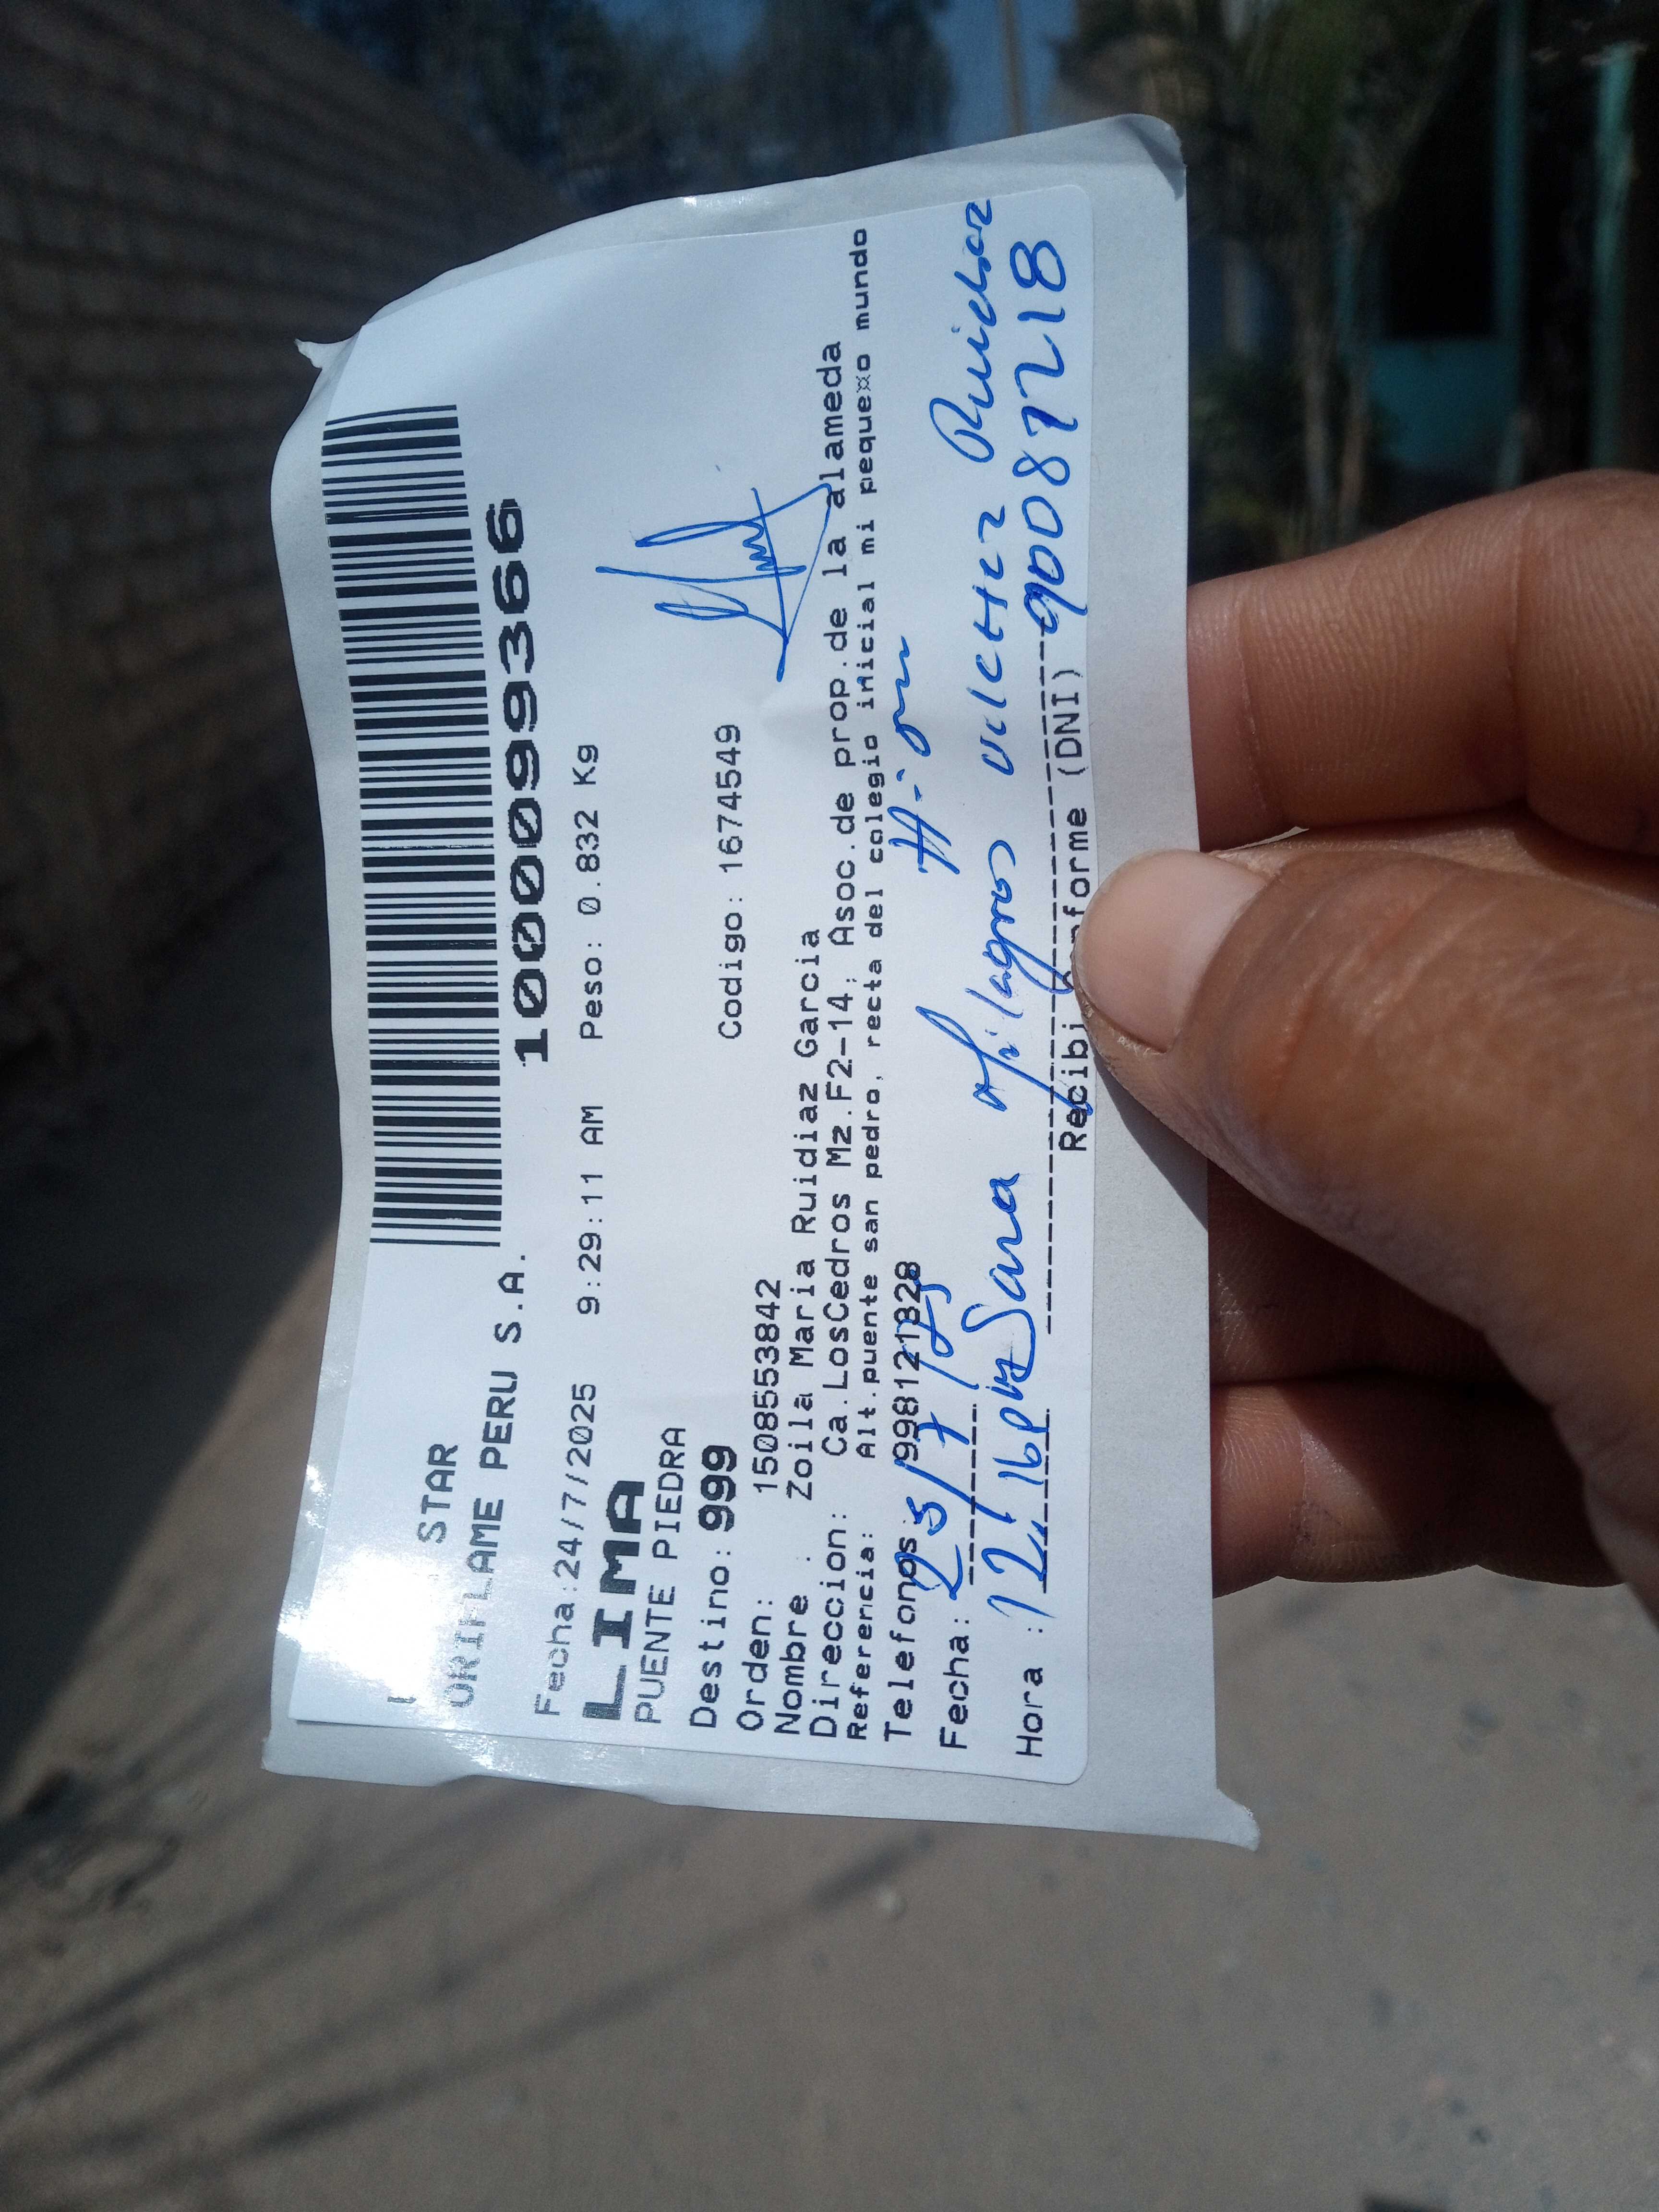 STAR
ORIFLAME PERU S.A.
1000099366
Fecha:24/7/2025 9:29:11 AM Peso: 0.832 Kg
LIMA
PUENTE PIEDRA
Destino: 999
Codigo: 1674549
Orden: 1508553842
Nombre : Zoila Maria Ruidiaz Garcia
Direccion: Ca.LosCedros Mz.F2-14; Asoc.de prop.de la alameda
Referencia: Alt.puente san pedro, recta del colegio inicial mi peque¤o mundo
Telefonos: 998121328
Fecha: 25/7/25
Sara Milagros Vilchez Ruidiaz
Hora : 12:16pm
90087218
Recibi Conforme (DNI)